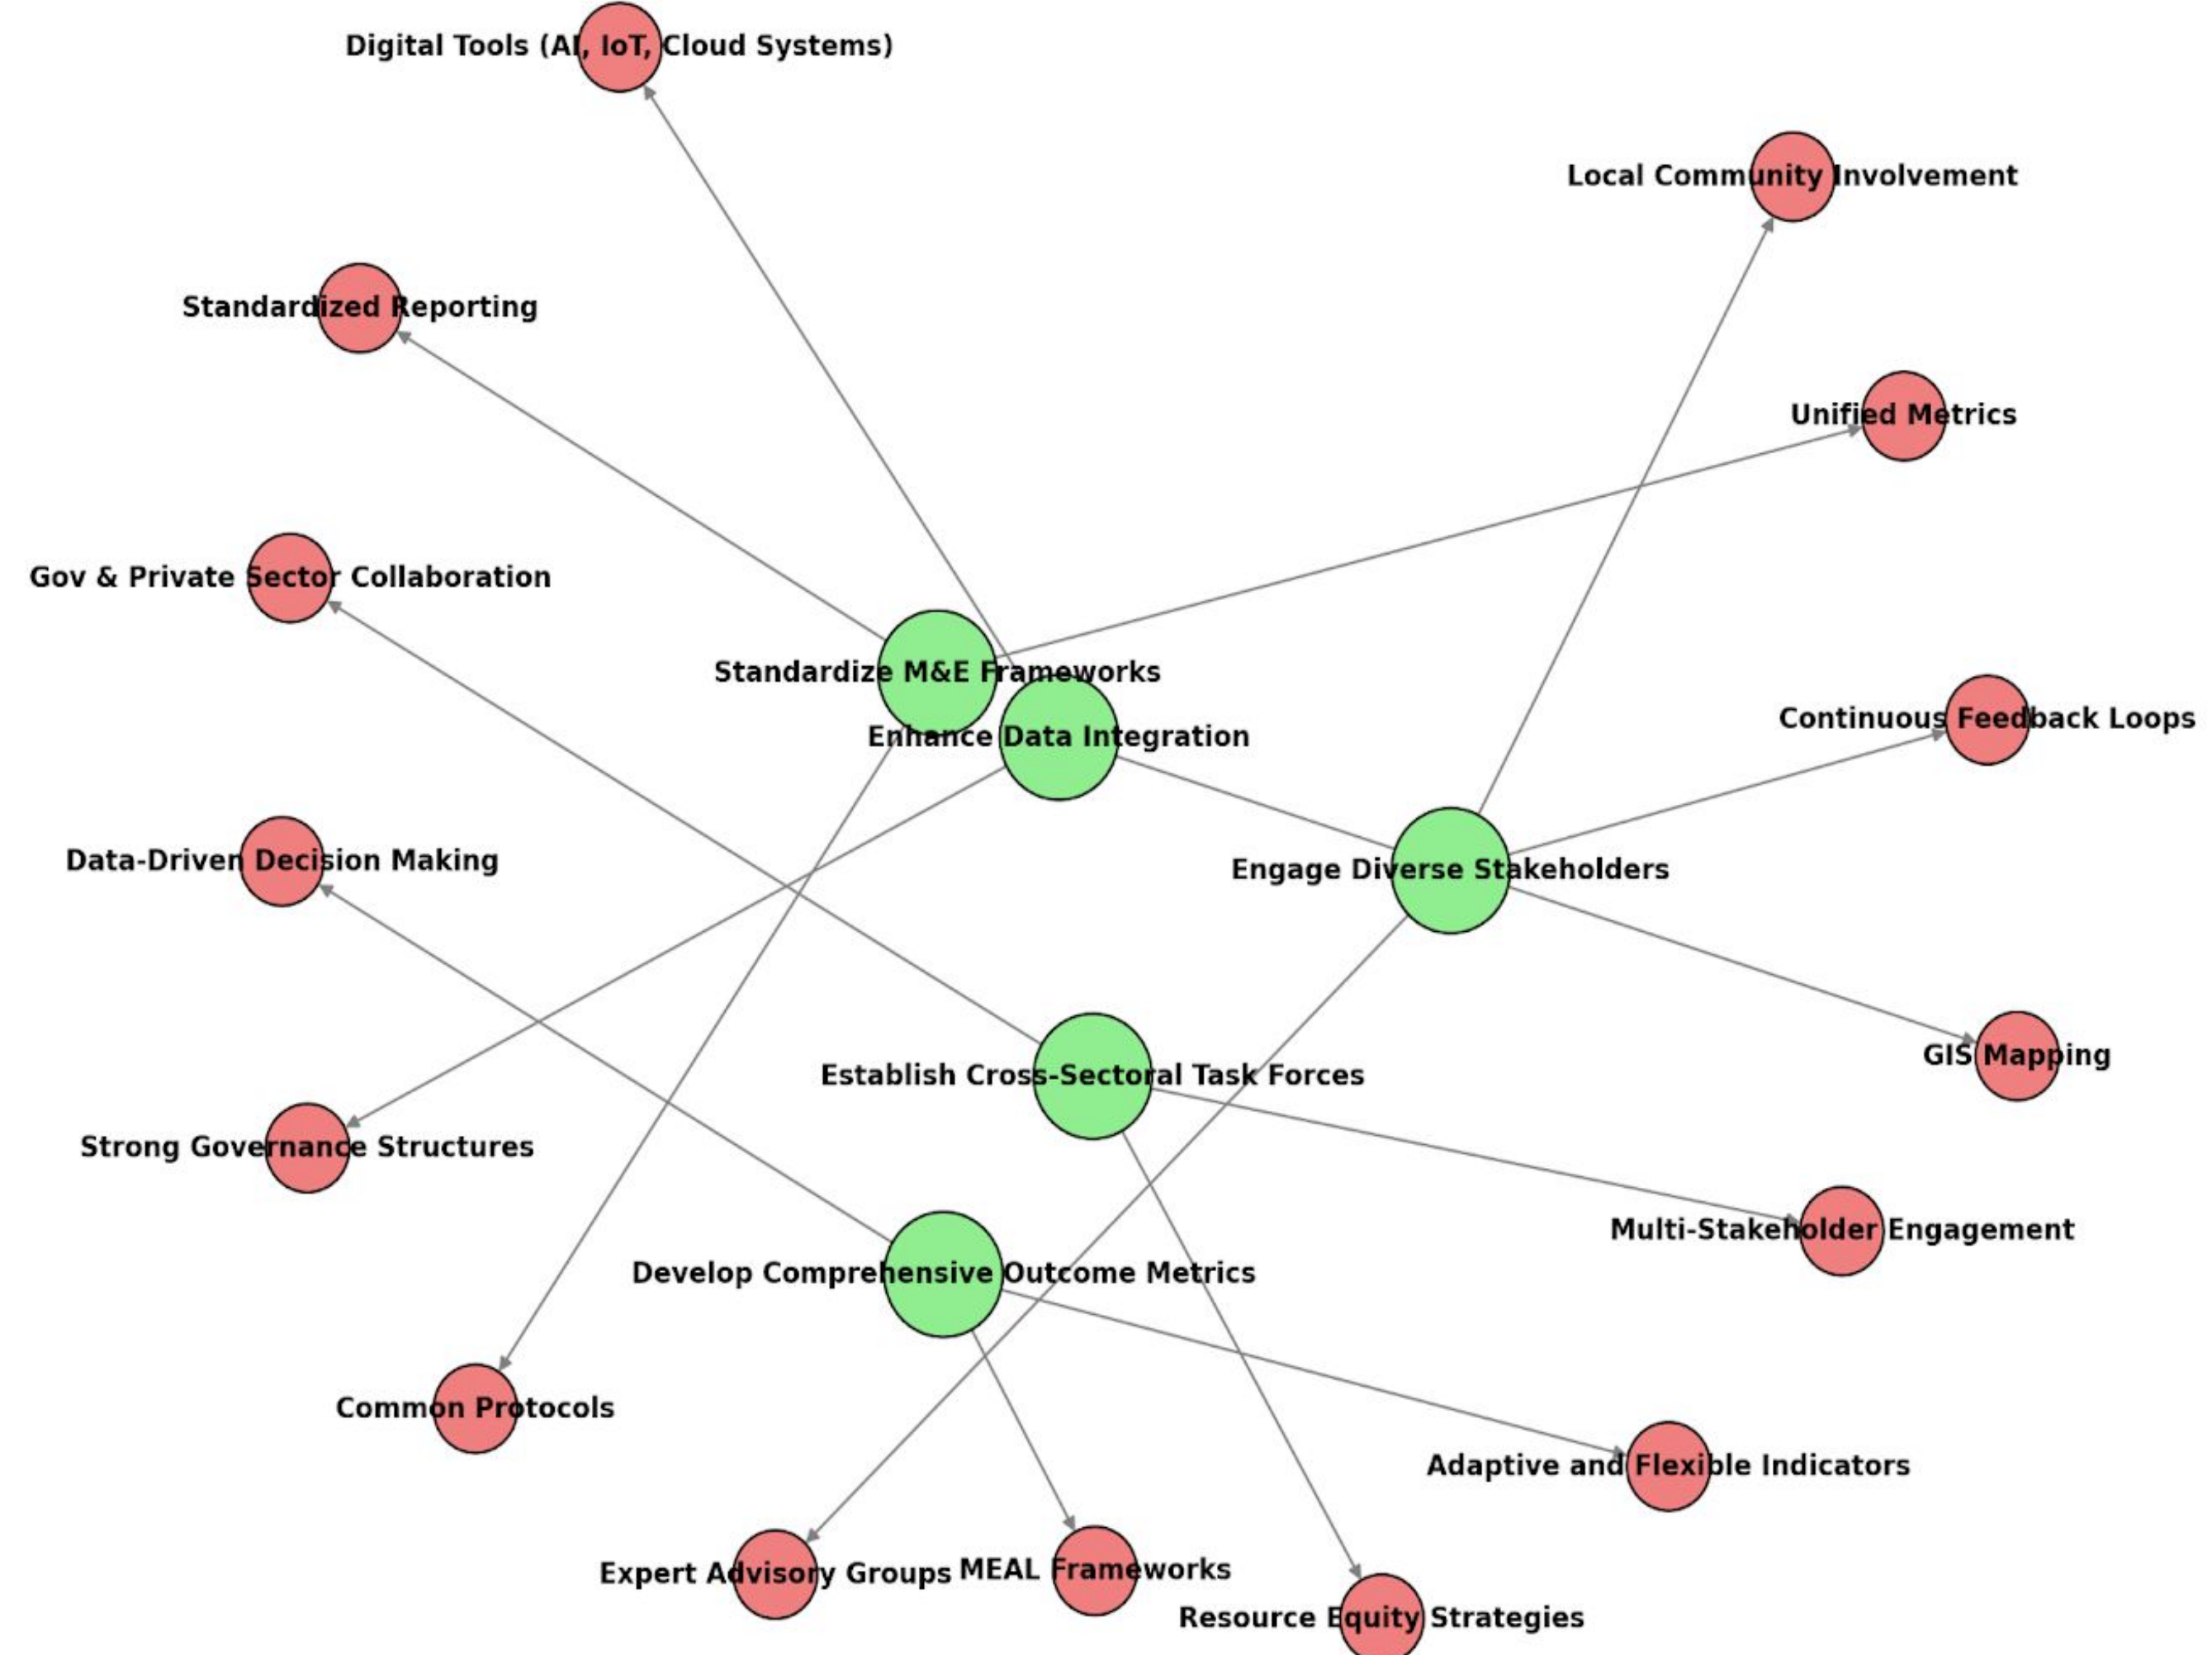 Digital Tools (AI, IoT, Cloud Systems)
Local Community Involvement
Standardized Reporting
Unified Metrics
Gov & Private Sector Collaboration
Standardize M&E Frameworks
Continuous Feedback Loops
Enhance Data Integration
Data-Driven Decision Making
Engage Diverse Stakeholders
GIS Mapping
Establish Cross-Sectoral Task Forces
Strong Governance Structures
Multi-Stakeholder Engagement
Develop Comprehensive Outcome Metrics
Common Protocols
Adaptive and Flexible Indicators
Expert Advisory Groups
MEAL Frameworks
Resource Equity Strategies